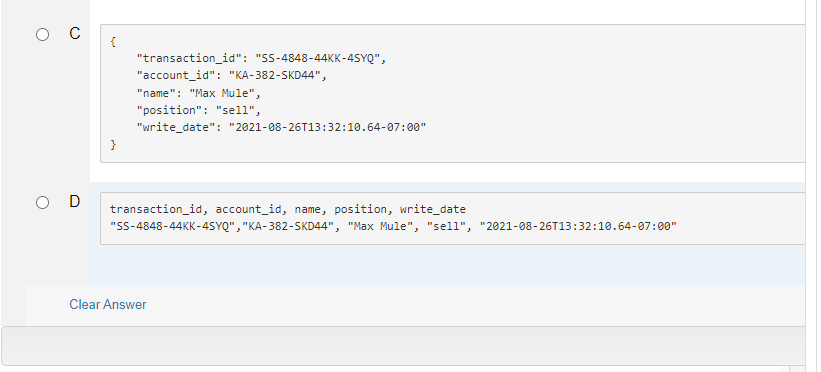 C
{
"transaction_id": "SS-4848-44KK-4SYQ",
"account_id": "KA-382-SKD44",
"name": "Max Mule",
"position": "sell",
"write_date": "2021-08-26T13:32:10.64-07:00"
}
D
transaction_id, account_id, name, position, write_date
"SS-4848-44KK-4SYQ","KA-382-SKD44", "Max Mule", "sell", "2021-08-26T13:32:10.64-07:00"
Clear Answer